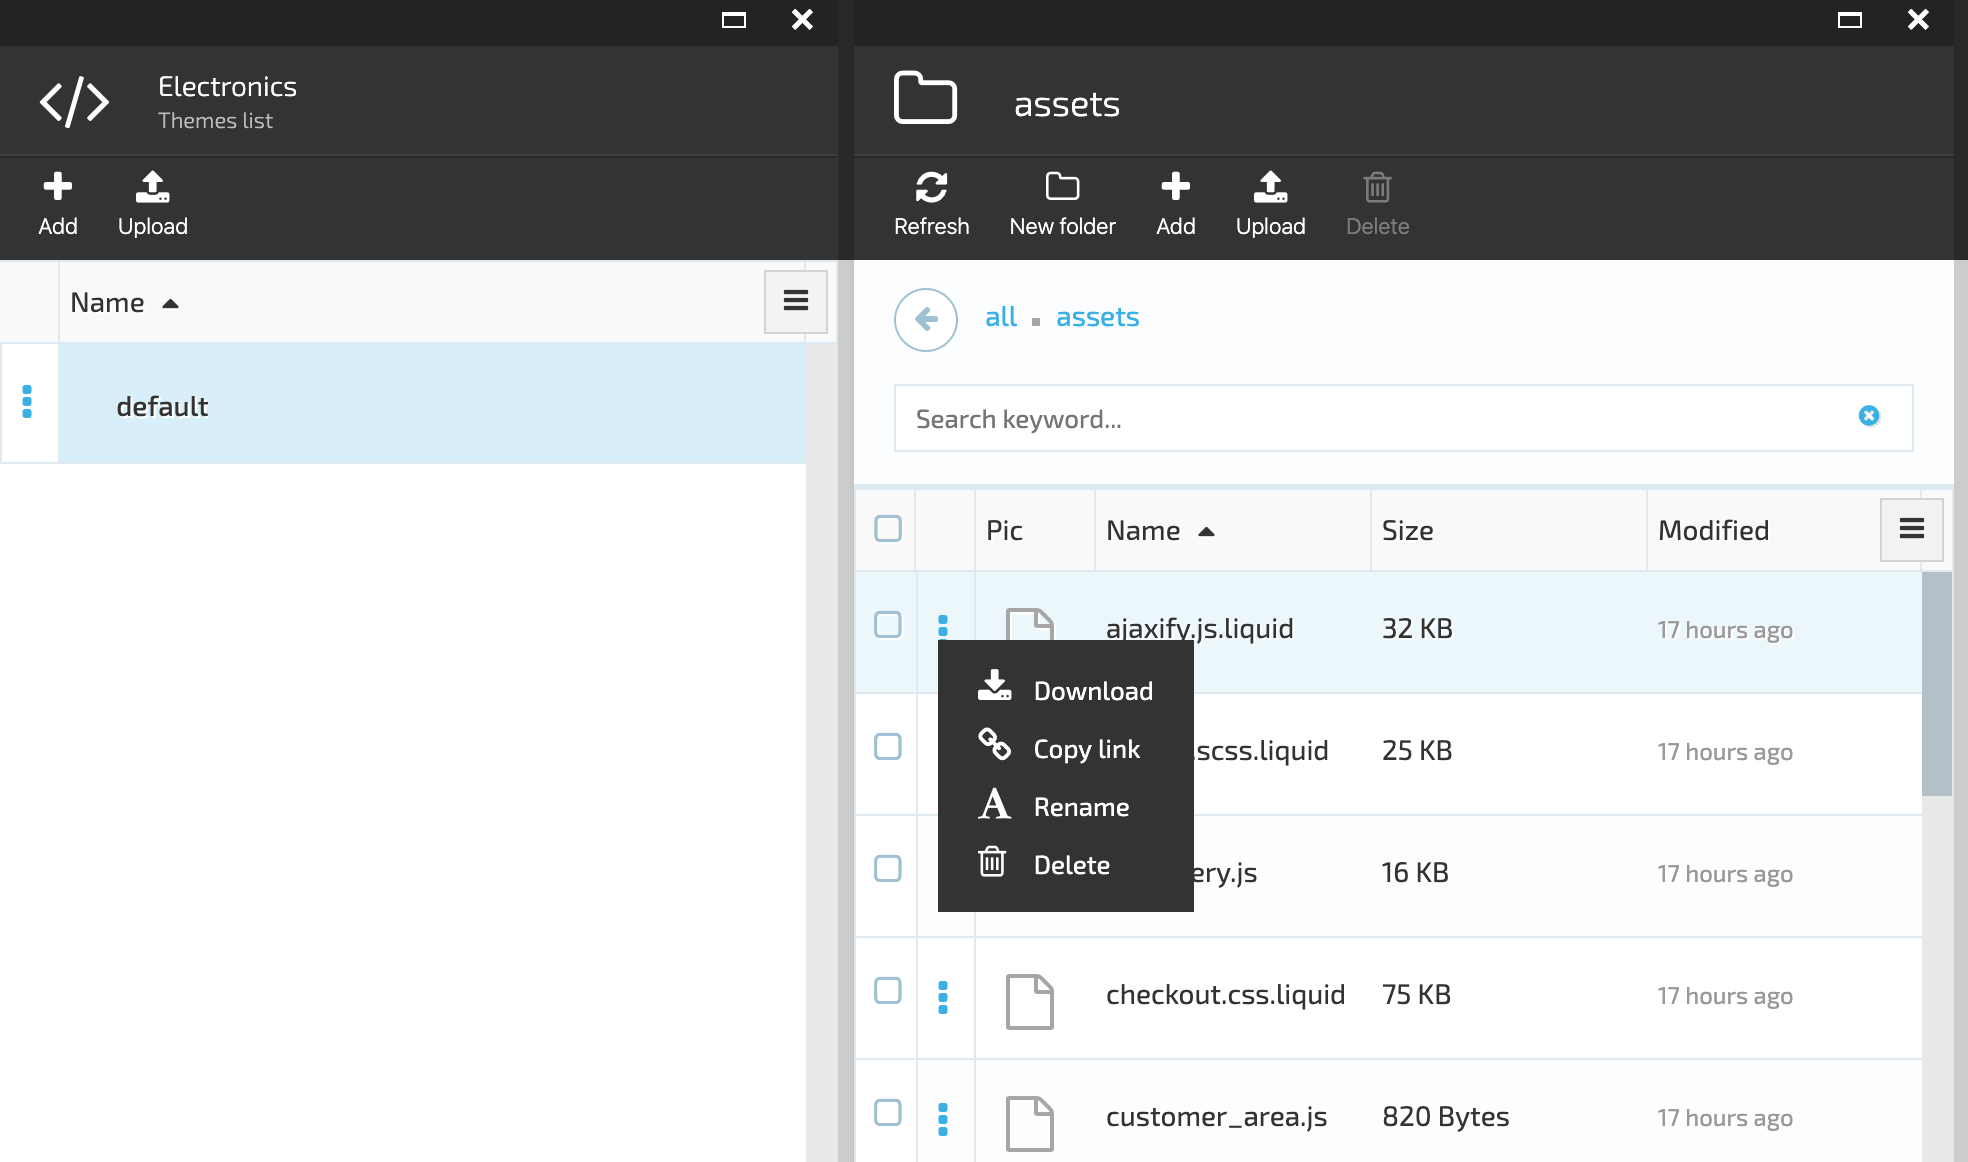 Electronics
Themes list
Add
Upload
Name
default
assets
Refresh
New folder
Add
Upload
Delete
all
assets
Search keyword...
Pic
Name
Size
Modified
ajaxify.js.liquid
32 KB
17 hours ago
Download
Copy link
Rename
Delete
.scss.liquid
25 KB
17 hours ago
ery.js
16 KB
17 hours ago
checkout.css.liquid
75 KB
17 hours ago
customer_area.js
820 Bytes
17 hours ago